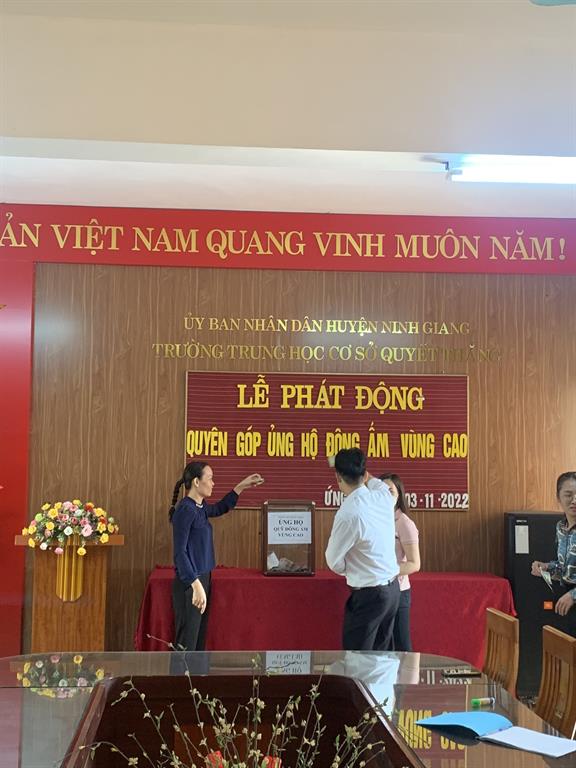 ẢN VIỆT NAM QUANG VINH MUÔN NĂM!
ỦY BAN NHÂN DÂN HUYỆN NINH GIANG
TRƯỜNG TRUNG HỌC CƠ SỞ QUYẾT THẮNG
LỄ PHÁT ĐỘNG
QUYÊN GÓP ỦNG HỘ ĐÔNG ẤM VÙNG CAO
ỨNG 03-11-2022
ỦNG HỘ
QUỸ ĐÔNG ẤM
VÙNG CAO